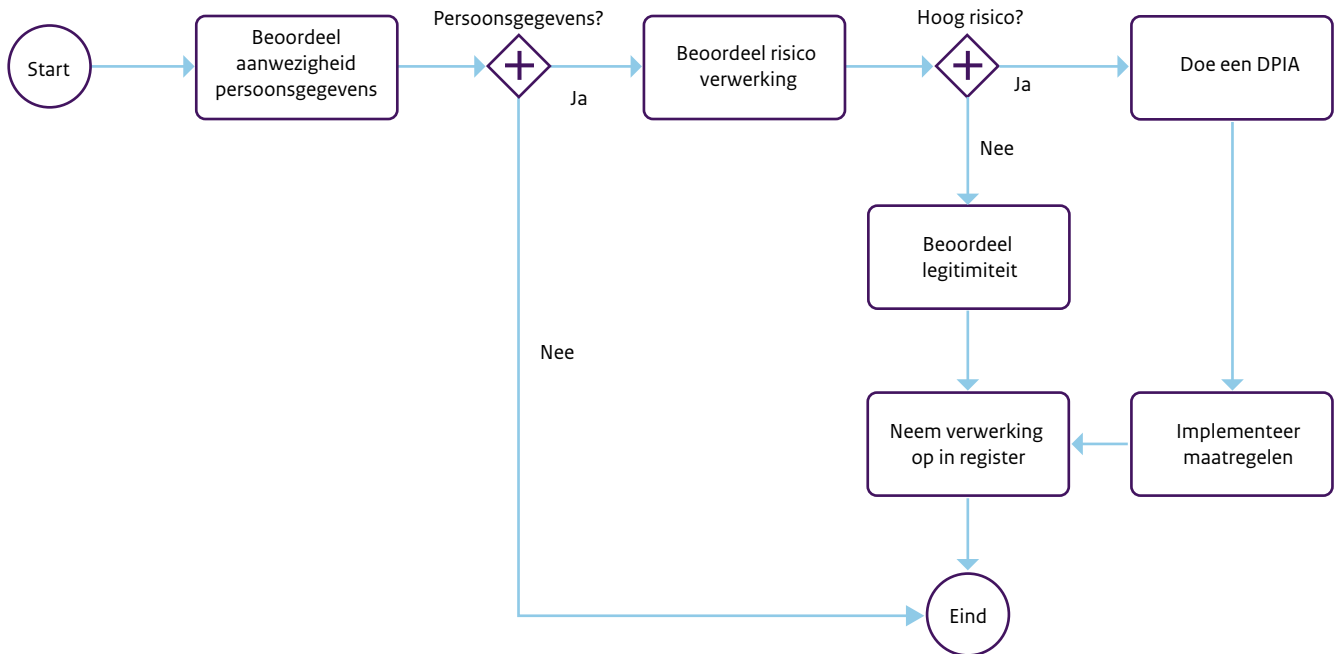 Start
Beoordeel
aanwezigheid
persoonsgegevens
Persoonsgegevens?
Ja
Nee
Beoordeel risico
verwerking
Hoog risico?
Ja
Nee
Doe een DPIA
Beoordeel
legitimiteit
Implementeer
maatregelen
Neem verwerking
op in register
Eind